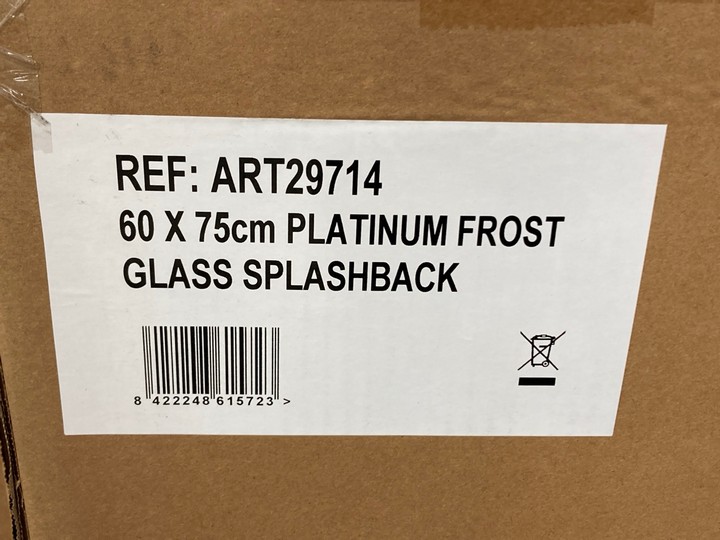 REF: ART29714
60 X 75cm PLATINUM FROST
GLASS SPLASHBACK
8 422248 615723 >